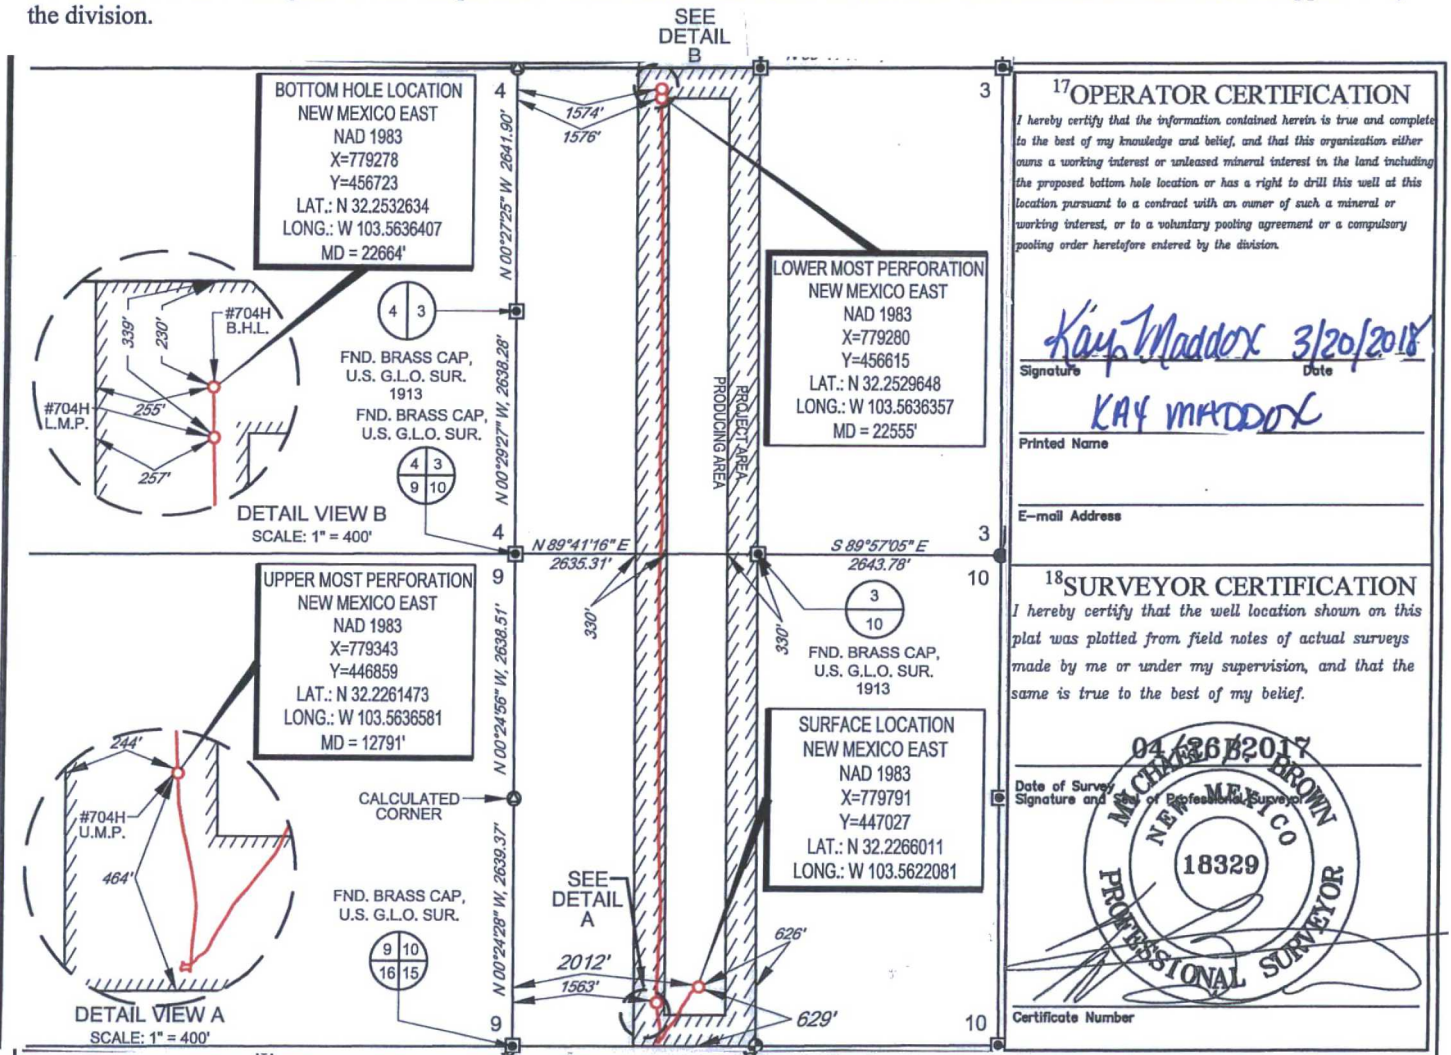 the division.
SEE
DETAIL
B
BOTTOM HOLE LOCATION
NEW MEXICO EAST
NAD 1983
X=779278
Y=456723
LAT.: N 32.2532634
LONG.: W 103.5636407
MD = 22664'
4
1574'
1576'
3
N 00°27'25" W 2641.90'
LOWER MOST PERFORATION
NEW MEXICO EAST
NAD 1983
X=779280
Y=456615
LAT.: N 32.2529648
LONG.: W 103.5636357
MD = 22555'
339'
230'
#704H
B.H.L.
255'
#704H
L.M.P.
257'
DETAIL VIEW B
SCALE: 1" = 400'
4 3
FND. BRASS CAP,
U.S. G.L.O. SUR.
1913
FND. BRASS CAP,
U.S. G.L.O. SUR.
4 3
9 10
N 00°29'27" W, 2638.28'
PRODUCING AREA
PROJECT AREA
4
3
N 89°41'16" E
2635.31'
S 89°57'05" E
2643.78'
9
10
330'
330'
3
10
FND. BRASS CAP,
U.S. G.L.O. SUR.
1913
UPPER MOST PERFORATION
NEW MEXICO EAST
NAD 1983
X=779343
Y=446859
LAT.: N 32.2261473
LONG.: W 103.5636581
MD = 12791'
N 00°24'56" W, 2638.51'
SURFACE LOCATION
NEW MEXICO EAST
NAD 1983
X=779791
Y=447027
LAT.: N 32.2266011
LONG.: W 103.5622081
244'
#704H
U.M.P.
464'
DETAIL VIEW A
SCALE: 1" = 400'
CALCULATED
CORNER
FND. BRASS CAP,
U.S. G.L.O. SUR.
9 10
16 15
N 00°24'28" W, 2639.37'
SEE
DETAIL
A
2012'
1563'
626'
629'
9
10
17OPERATOR CERTIFICATION
I hereby certify that the information contained herein is true and complete
to the best of my knowledge and belief, and that this organization either
owns a working interest or unleased mineral interest in the land including
the proposed bottom hole location or has a right to drill this well at this
location pursuant to a contract with an owner of such a mineral or
working interest, or to a voluntary pooling agreement or a compulsory
pooling order heretofore entered by the division.
Kay Maddox 3/20/2018
Signature Date
KAY MADDOX
Printed Name
E-mail Address
18SURVEYOR CERTIFICATION
I hereby certify that the well location shown on this
plat was plotted from field notes of actual surveys
made by me or under my supervision, and that the
same is true to the best of my belief.
04/26/2017
Date of Survey
Signature and Seal of Professional Surveyor
MICHAEL B. BROWN
NEW MEXICO
18329
PROFESSIONAL SURVEYOR
Certificate Number